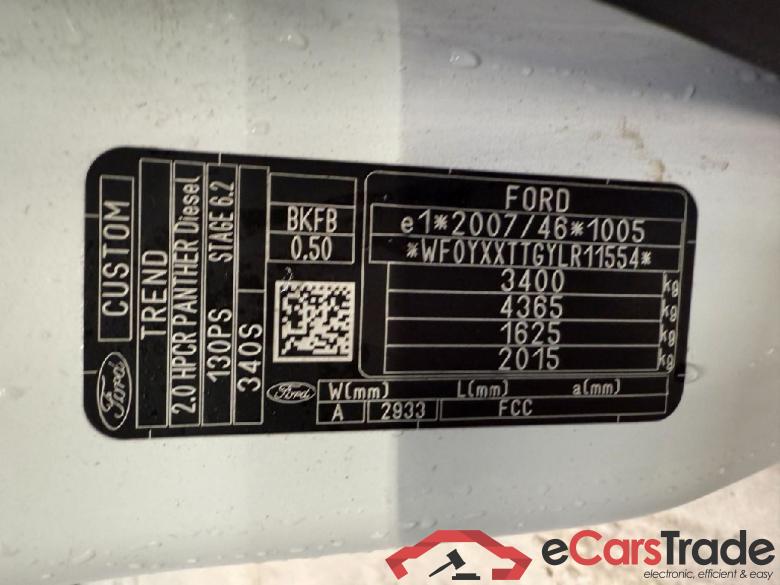 CUSTOM
TREND
2.0 HPCR PANTHER Diesel
130PS STAGE 6.2
340S
Ford
BKFB
0.50
FORD
e1*2007/46*1005
*WF0YXXTTGYLR11554*
3400 kg
4365 kg
1625
2015 kg
Ford
W(mm) L(mm) a(mm)
A 2933 FCC
eCarsTrade
electronic, efficient & easy